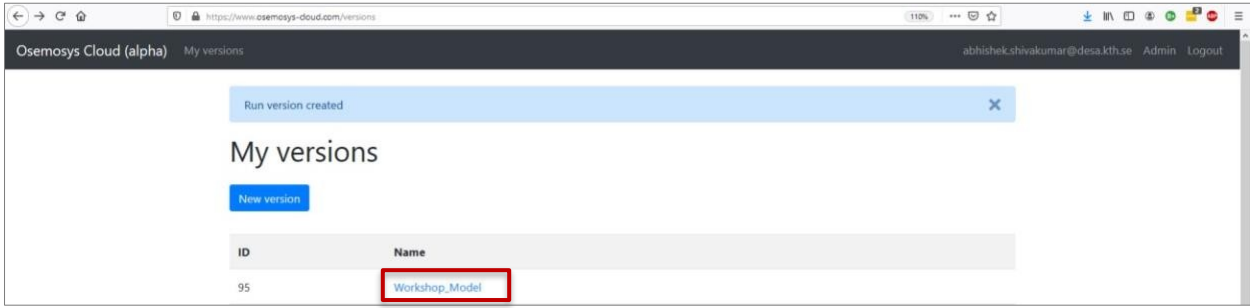 https://www.osemosys-cloud.com/versions
110%
Osemosys Cloud (alpha) My versions abhishek.shivakumar@desa.kth.se Admin Logout
Run version created
My versions
New version
ID Name
95 Workshop_Model